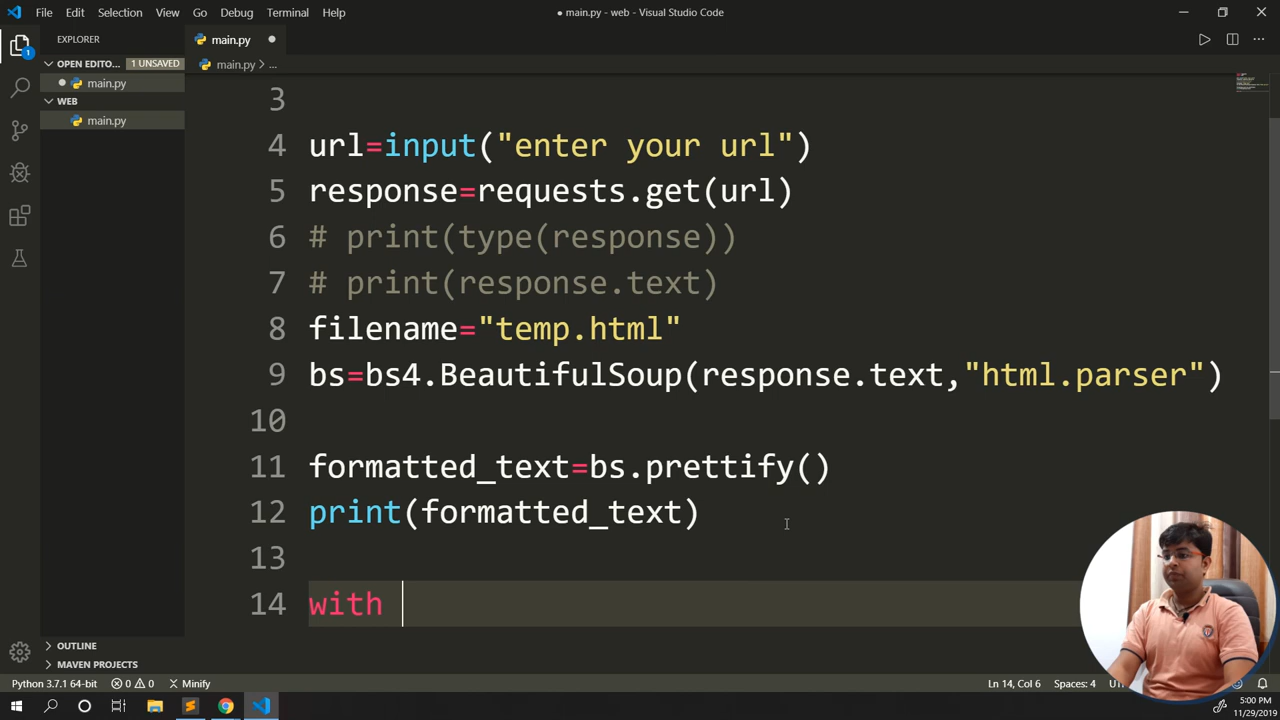 File Edit Selection View Go Debug Terminal Help
● main.py - web - Visual Studio Code
EXPLORER
main.py
OPEN EDITO... 1 UNSAVED
main.py > ...
main.py
WEB
main.py
1
3
4 url=input("enter your url")
5 response=requests.get(url)
6 # print(type(response))
7 # print(response.text)
8 filename="temp.html"
9 bs=bs4.BeautifulSoup(response.text,"html.parser")
10
11 formatted_text=bs.prettify()
12 print(formatted_text)
13
14 with
OUTLINE
MAVEN PROJECTS
Python 3.7.1 64-bit 0 0 Minify
Ln 14, Col 6 Spaces: 4
5:00 PM
11/29/2019